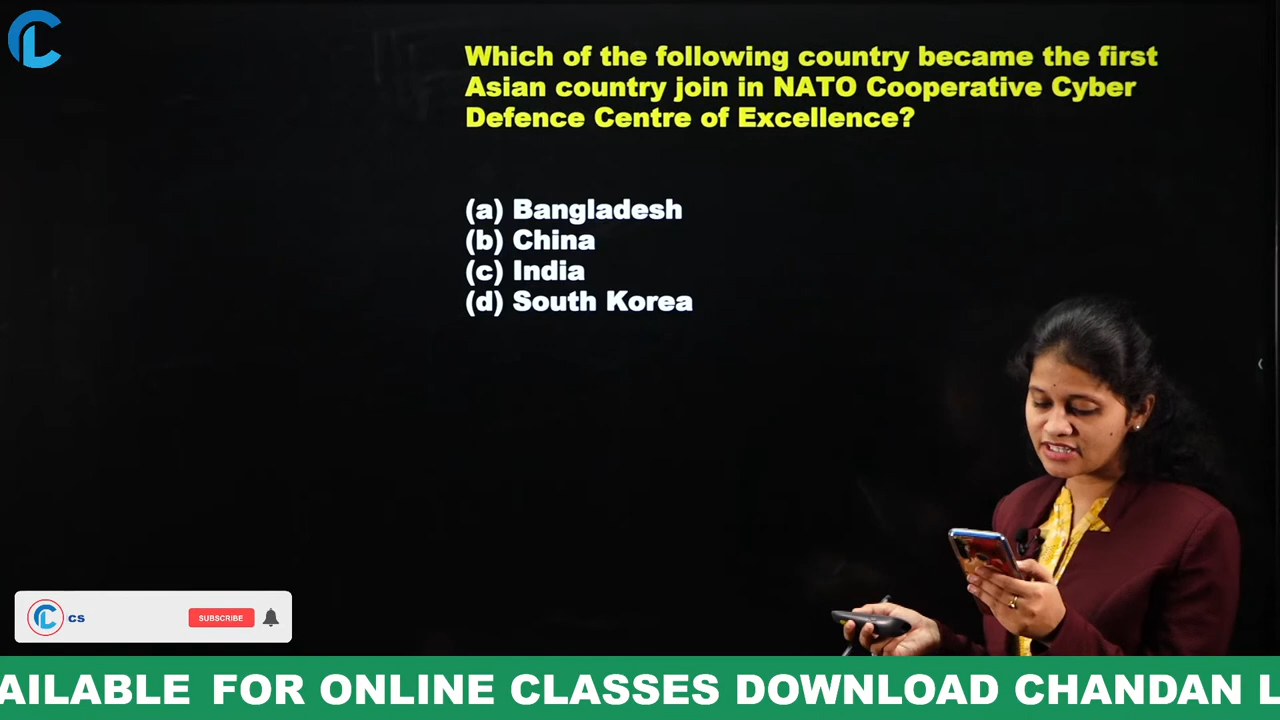 Which of the following country became the first
Asian country join in NATO Cooperative Cyber
Defence Centre of Excellence?
(a) Bangladesh
(b) China
(c) India
(d) South Korea
cs
SUBSCRIBE
AILABLE FOR ONLINE CLASSES DOWNLOAD CHANDAN L